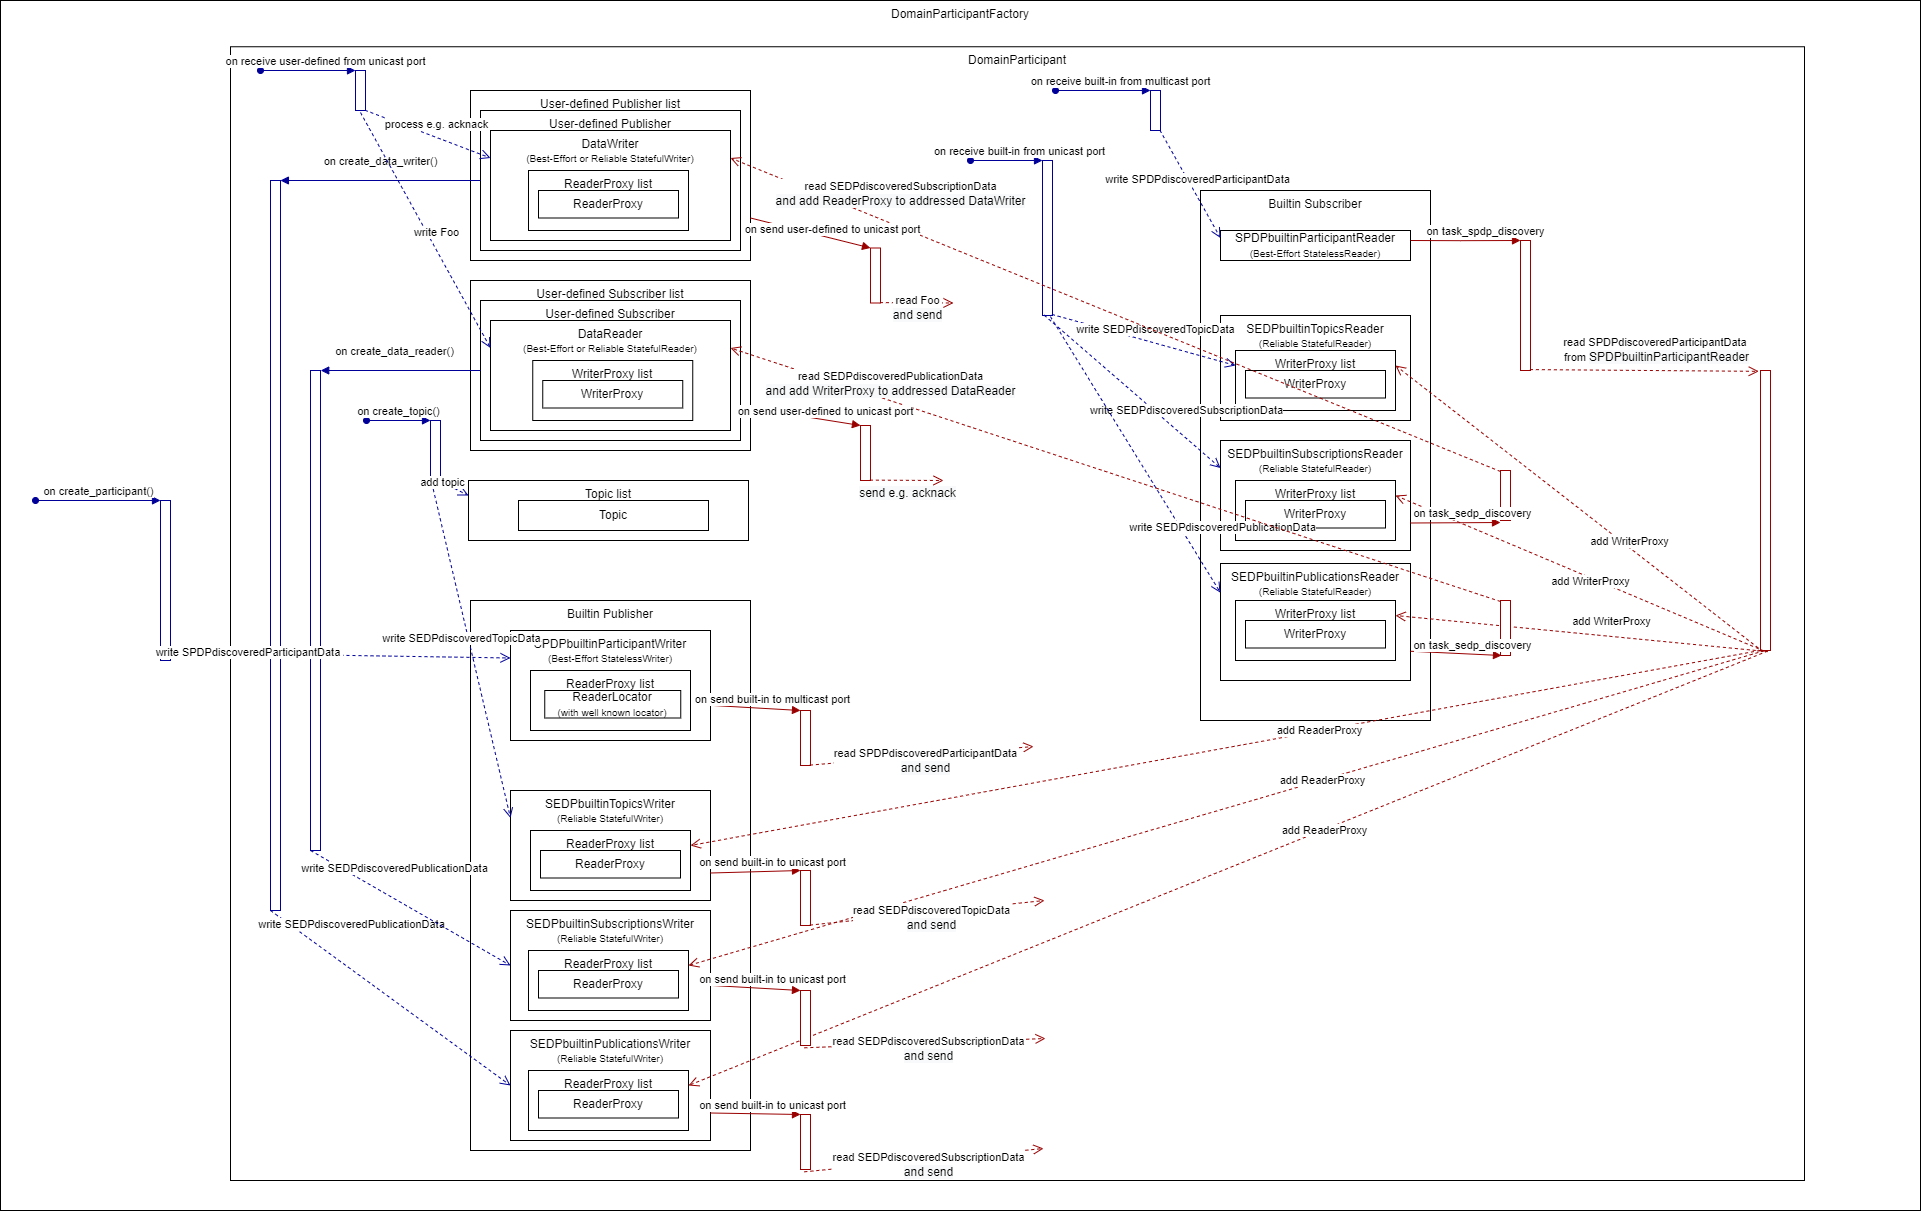 DomainParticipantFactory
DomainParticipant
on receive user-defined from unicast port
process e.g. acknack
write Foo
on create_data_writer()
on create_data_reader()
on create_topic()
add topic
on create_participant()
write SPDPdiscoveredParticipantData
write SEDPdiscoveredTopicData
write SEDPdiscoveredPublicationData
write SEDPdiscoveredPublicationData
User-defined Publisher list
User-defined Publisher
DataWriter
(Best-Effort or Reliable StatefulWriter)
ReaderProxy list
ReaderProxy
User-defined Subscriber list
User-defined Subscriber
DataReader
(Best-Effort or Reliable StatefulReader)
WriterProxy list
WriterProxy
Topic list
Topic
Builtin Publisher
SPDPbuiltinParticipantWriter
(Best-Effort StatelessWriter)
ReaderProxy list
ReaderLocator
(with well known locator)
SEDPbuiltinTopicsWriter
(Reliable StatefulWriter)
ReaderProxy list
ReaderProxy
SEDPbuiltinSubscriptionsWriter
(Reliable StatefulWriter)
ReaderProxy list
ReaderProxy
SEDPbuiltinPublicationsWriter
(Reliable StatefulWriter)
ReaderProxy list
ReaderProxy
read SEDPdiscoveredSubscriptionData
and add ReaderProxy to addressed DataWriter
on send user-defined to unicast port
read Foo
and send
read SEDPdiscoveredPublicationData
and add WriterProxy to addressed DataReader
on send user-defined to unicast port
send e.g. acknack
on send built-in to multicast port
read SPDPdiscoveredParticipantData
and send
on send built-in to unicast port
read SEDPdiscoveredTopicData
and send
on send built-in to unicast port
read SEDPdiscoveredSubscriptionData
and send
on send built-in to unicast port
read SEDPdiscoveredSubscriptionData
and send
on receive built-in from multicast port
on receive built-in from unicast port
write SPDPdiscoveredParticipantData
write SEDPdiscoveredTopicData
write SEDPdiscoveredSubscriptionData
write SEDPdiscoveredPublicationData
Builtin Subscriber
SPDPbuiltinParticipantReader
(Best-Effort StatelessReader)
SEDPbuiltinTopicsReader
(Reliable StatefulReader)
WriterProxy list
WriterProxy
SEDPbuiltinSubscriptionsReader
(Reliable StatefulReader)
WriterProxy list
WriterProxy
SEDPbuiltinPublicationsReader
(Reliable StatefulReader)
WriterProxy list
WriterProxy
on task_spdp_discovery
read SPDPdiscoveredParticipantData
from SPDPbuiltinParticipantReader
on task_sedp_discovery
on task_sedp_discovery
add WriterProxy
add WriterProxy
add WriterProxy
add ReaderProxy
add ReaderProxy
add ReaderProxy